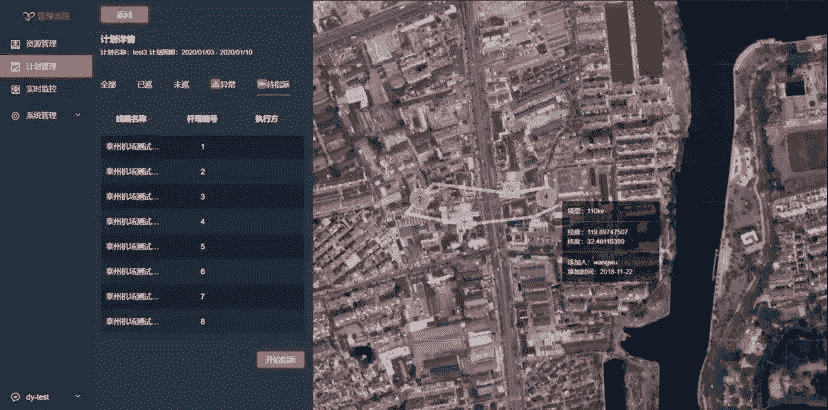 管理系统
资源管理
计划管理
实时监控
系统管理
dy-test
返回
计划详情
计划名称：test3 计划周期：2020/01/03 - 2020/01/10
全部 已巡 未巡 异常 待指派
线路名称 杆塔编号 执行方
泰州机场测试... 1
泰州机场测试... 2
泰州机场测试... 3
泰州机场测试... 4
泰州机场测试... 5
泰州机场测试... 6
泰州机场测试... 7
泰州机场测试... 8
开始指派
塔型：110kv
经度：119.89747507
纬度：32.49116389
添加人：wangwu
添加时间：2018-11-22